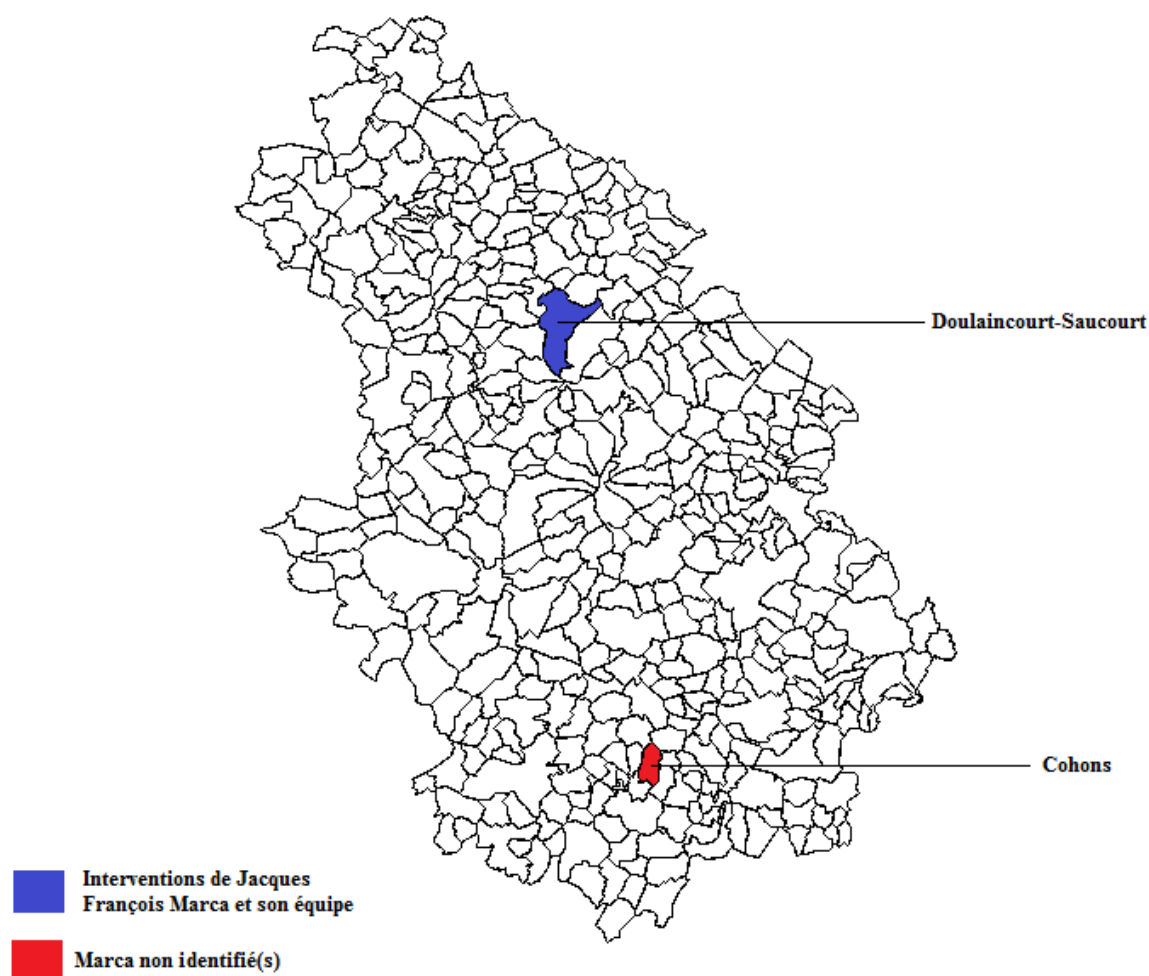 Doulaincourt-Saucourt
Cohons
Interventions de Jacques
François Marca et son équipe
Marca non identifié(s)